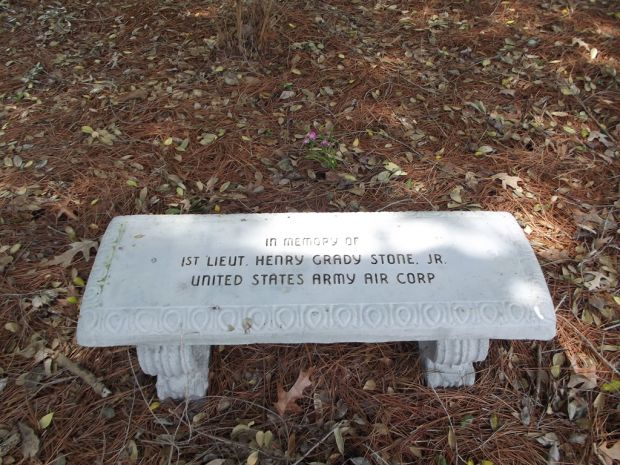 IN MEMORY OF
1ST LIEUT. HENRY GRADY STONE, JR.
UNITED STATES ARMY AIR CORP